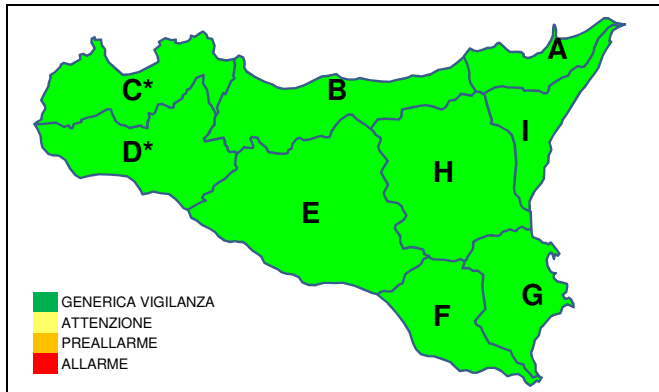 A
C*
B
I
D*
H
E
G
F
GENERICA VIGILANZA
ATTENZIONE
PREALLARME
ALLARME